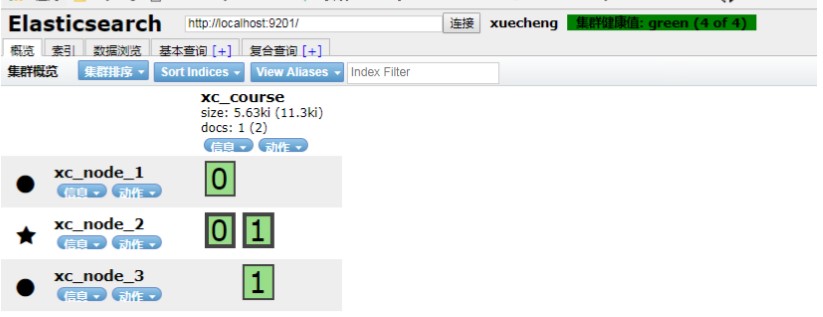 Elasticsearch http://localhost:9201/ 连接 xuecheng 集群健康值: green (4 of 4)
概览 索引 数据浏览 基本查询 [+] 复合查询 [+]
集群概览 集群排序 Sort Indices View Aliases Index Filter
xc_course
size: 5.63ki (11.3ki)
docs: 1 (2)
信息 动作
xc_node_1 0
信息 动作
xc_node_2 0 1
信息 动作
xc_node_3 1
信息 动作